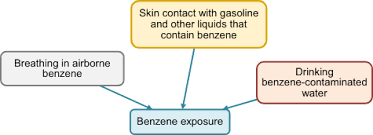 Skin contact with gasoline
and other liquids that
contain benzene
Breathing in airborne
benzene
Drinking
benzene-contaminated
water
Benzene exposure